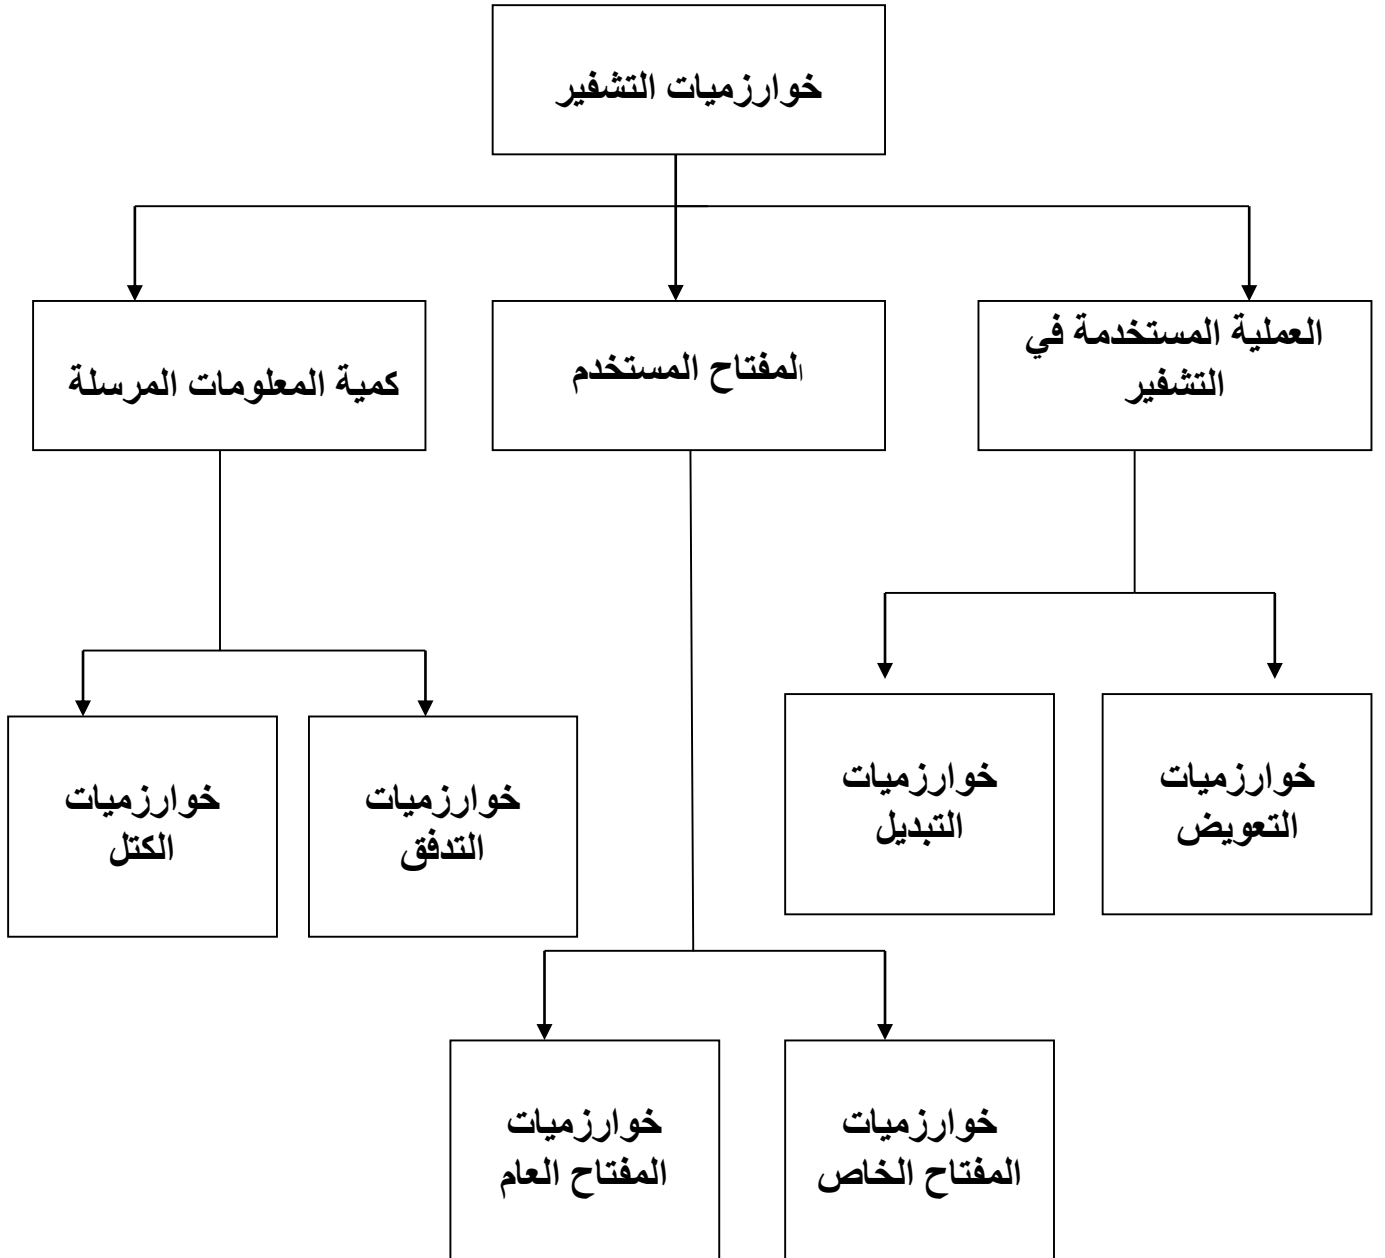 خوارزميات التشفير
العملية المستخدمة في
التشفير
المفتاح المستخدم
كمية المعلومات المرسلة
خوارزميات
التعويض
خوارزميات
التبديل
خوارزميات
التدفق
خوارزميات
الكتل
خوارزميات
المفتاح الخاص
خوارزميات
المفتاح العام